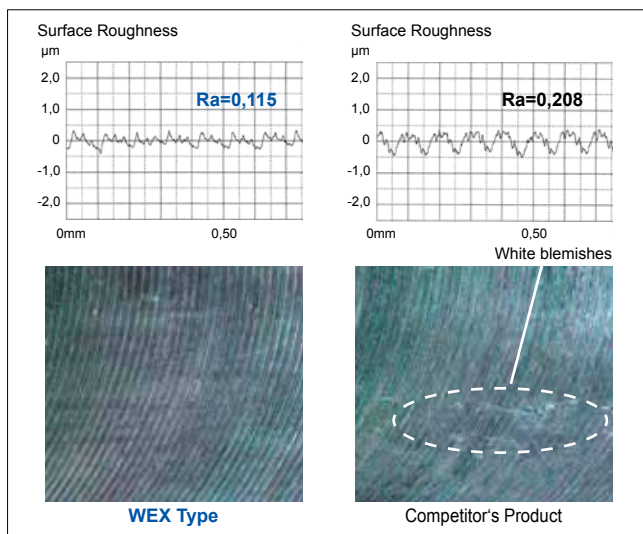 Surface Roughness
µm
2,0
1,0
0
-1,0
-2,0
Ra=0,115
0mm
0,50
Surface Roughness
µm
2,0
1,0
0
-1,0
-2,0
Ra=0,208
0mm
0,50
White blemishes
WEX Type
Competitor‘s Product